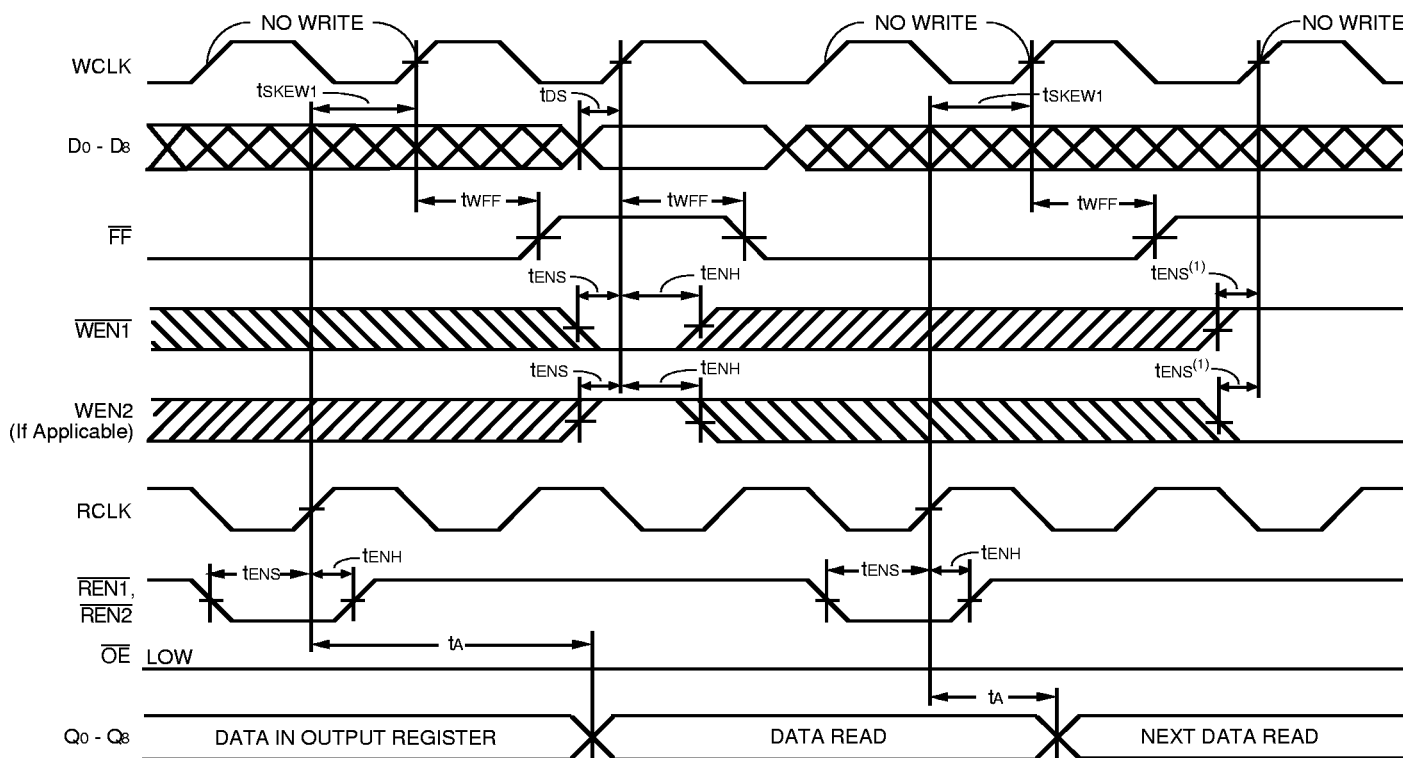 NO WRITE NO WRITE NO WRITE
WCLK
tSKEW1 tDS tSKEW1
D0 - D8
tWFF tWFF tWFF
FF
tENS tENH tENS(1)
WEN1
tENS tENH tENS(1)
WEN2
(If Applicable)
RCLK
tENS tENH tENS tENH
REN1,
REN2
tA
OE LOW
tA
Q0 - Q8 DATA IN OUTPUT REGISTER DATA READ NEXT DATA READ